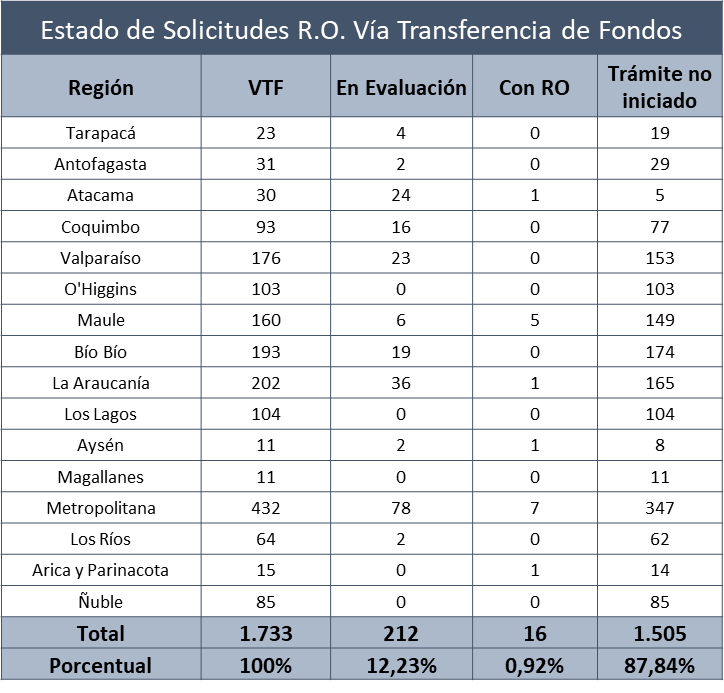 Estado de Solicitudes R.O. Vía Transferencia de Fondos
Región VTF En Evaluación Con RO Trámite no iniciado
Tarapacá 23 4 0 19
Antofagasta 31 2 0 29
Atacama 30 24 1 5
Coquimbo 93 16 0 77
Valparaíso 176 23 0 153
O'Higgins 103 0 0 103
Maule 160 6 5 149
Bío Bío 193 19 0 174
La Araucanía 202 36 1 165
Los Lagos 104 0 0 104
Aysén 11 2 1 8
Magallanes 11 0 0 11
Metropolitana 432 78 7 347
Los Ríos 64 2 0 62
Arica y Parinacota 15 0 1 14
Ñuble 85 0 0 85
Total 1.733 212 16 1.505
Porcentual 100% 12,23% 0,92% 87,84%